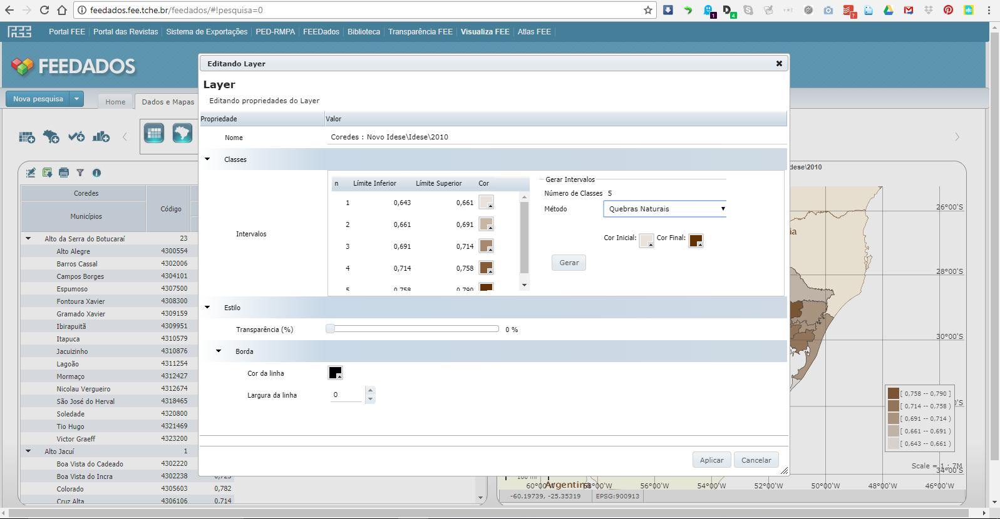 feedados.fee.tche.br/feedados/#!pesquisa=0
1
4
?
FEE
Portal FEE
Portal das Revistas
Sistema de Exportações
PED-RMPA
FEEDados
Biblioteca
Transparência FEE
Visualiza FEE
Atlas FEE
FEEDADOS
Nova pesquisa
Home
Dados e Mapas
Coredes
Municípios
Código
Alto da Serra do Botucaraí 23
Alto Alegre 4300554
Barros Cassal 4302006
Campos Borges 4304101
Espumoso 4307500
Fontoura Xavier 4308300
Gramado Xavier 4309159
Ibirapuitã 4309951
Itapuca 4310579
Jacuizinho 4310876
Lagoão 4311254
Mormaço 4312427
Nicolau Vergueiro 4312674
São José do Herval 4318465
Soledade 4320800
Tio Hugo 4321469
Victor Graeff 4323200
Alto Jacuí 1
Boa Vista do Cadeado 4302220
Boa Vista do Incra 4302238
Colorado 4305603 0,782
Cruz Alta 4306106 0,714
Editando Layer
Layer
Editando propriedades do Layer
Propriedade Valor
Nome Coredes : Novo Idese\Idese\2010
Classes
Intervalos
n Límite Inferior Límite Superior Cor
1 0,643 0,661
2 0,661 0,691
3 0,691 0,714
4 0,714 0,758
5 0,758 0,790
Gerar Intervalos
Número de Classes 5
Método Quebras Naturais
Cor Inicial: Cor Final:
Gerar
Estilo
Transparência (%) 0 %
Borda
Cor da linha
Largura da linha 0
Aplicar Cancelar
dese\2010
26°00'S
28°00'S
30°00'S
34°00'S
[ 0,758 -- 0,790 ]
[ 0,714 -- 0,758 )
[ 0,691 -- 0,714 )
[ 0,661 -- 0,691 )
[ 0,643 -- 0,661 )
Scale = 1 : 7M
Argentina
60°00'W 58°00'W 56°00'W 54°00'W 52°00'W 50°00'W 48°00'W 46°00'W
-60.19739, -25.35319
EPSG:900913